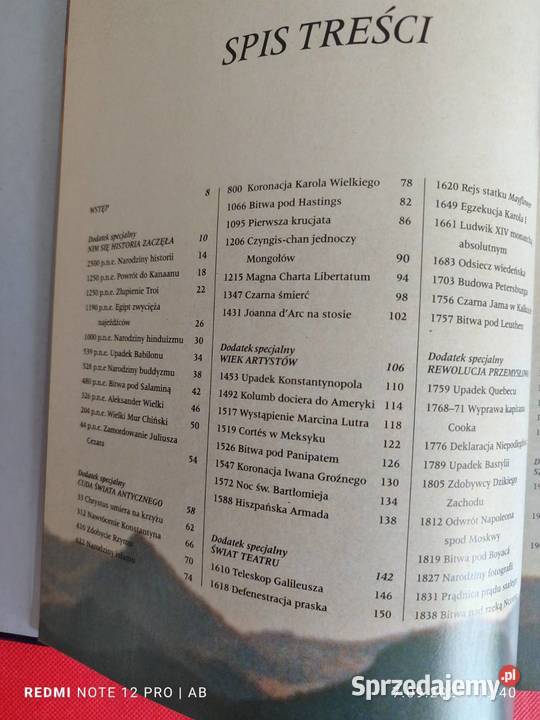 SPIS TREŚCI
WSTĘP 8
Dodatek specjalny
NIM SIĘ HISTORIA ZACZĘŁA 10
2500 p.n.e. Narodziny historii 14
1250 p.n.e. Powrót do Kanaanu 18
1250 p.n.e. Złupienie Troi 22
1190 p.n.e. Egipt zwycięża
najeźdźców 26
1000 p.n.e. Narodziny hinduizmu 30
539 p.n.e. Upadek Babilonu 34
528 p.n.e. Narodziny buddyzmu 38
480 p.n.e. Bitwa pod Salaminą 42
326 p.n.e. Aleksander Wielki 46
204 p.n.e. Wielki Mur Chiński 50
44 p.n.e. Zamordowanie Juliusza
Cezara 54
Dodatek specjalny
CUDA ŚWIATA ANTYCZNEGO 58
33 Chrystus umiera na krzyżu 62
312 Nawrócenie Konstantyna 66
410 Zdobycie Rzymu 70
622 Narodziny islamu 74
800 Koronacja Karola Wielkiego 78
1066 Bitwa pod Hastings 82
1095 Pierwsza krucjata 86
1206 Czyngis-chan jednoczy
Mongołów 90
1215 Magna Charta Libertatum 94
1347 Czarna śmierć 98
1431 Joanna d'Arc na stosie 102
Dodatek specjalny
WIEK ARTYSTÓW 106
1453 Upadek Konstantynopola 110
1492 Kolumb dociera do Ameryki 114
1517 Wystąpienie Marcina Lutra 118
1519 Cortés w Meksyku 122
1526 Bitwa pod Panipatem 126
1547 Koronacja Iwana Groźnego 130
1572 Noc św. Bartłomieja 134
1588 Hiszpańska Armada 138
Dodatek specjalny
ŚWIAT TEATRU 142
1610 Teleskop Galileusza 146
1618 Defenestracja praska 150
1620 Rejs statku Mayflower
1649 Egzekucja Karola I
1661 Ludwik XIV monarchą
absolutnym
1683 Odsiecz wiedeńska
1703 Budowa Petersburga
1756 Czarna Jama w Kalkucie
1757 Bitwa pod Leuthen
Dodatek specjalny
REWOLUCJA PRZEMYSŁOWA
1759 Upadek Quebecu
1768–71 Wyprawa kapitana
Cooka
1776 Deklaracja
1789 Upadek Bastylii
1805 Zdobywcy Dzikiego
Zachodu
1812 Odwrót Napoleona
spod Moskwy
1819 Bitwa pod Boyacá
1827 Narodziny fotografii
1831 Prądnica prądu
1838 Bitwa nad rzeką
REDMI NOTE 12 PRO | AB
Sprzedajemy.pl
40